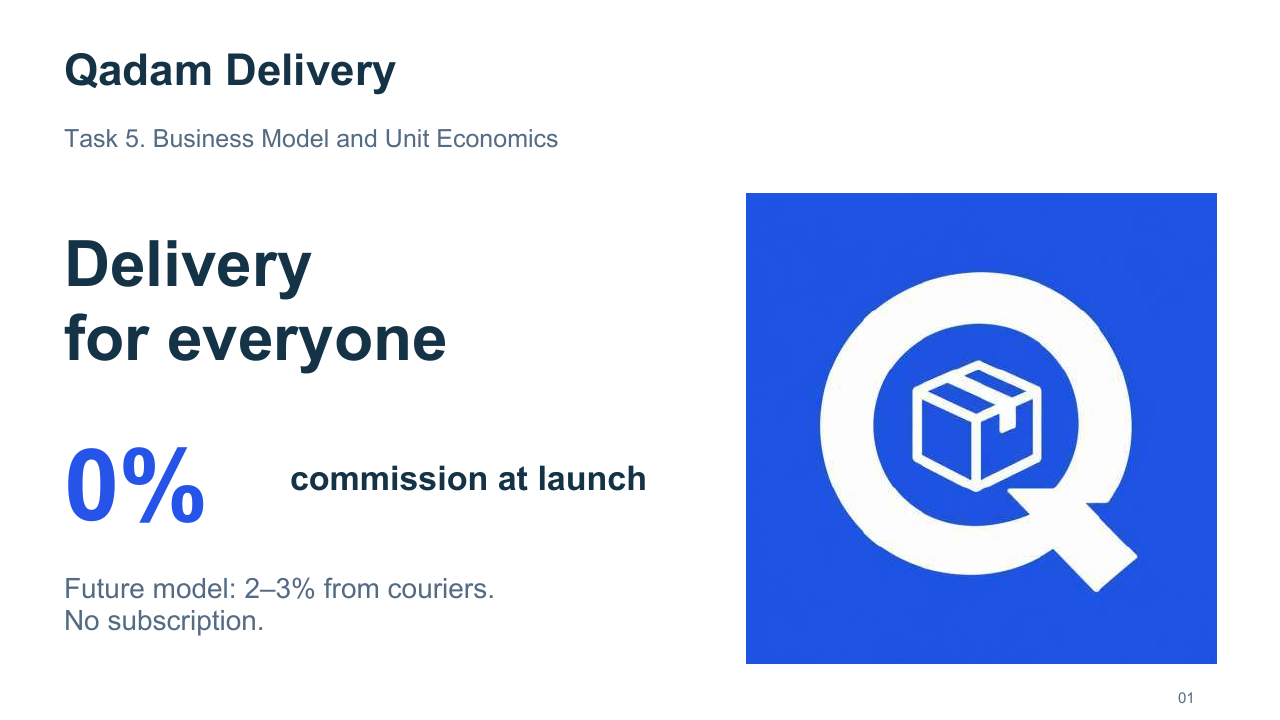 Qadam Delivery
Task 5. Business Model and Unit Economics
Delivery
for everyone
0%
commission at launch
Future model: 2–3% from couriers.
No subscription.
01